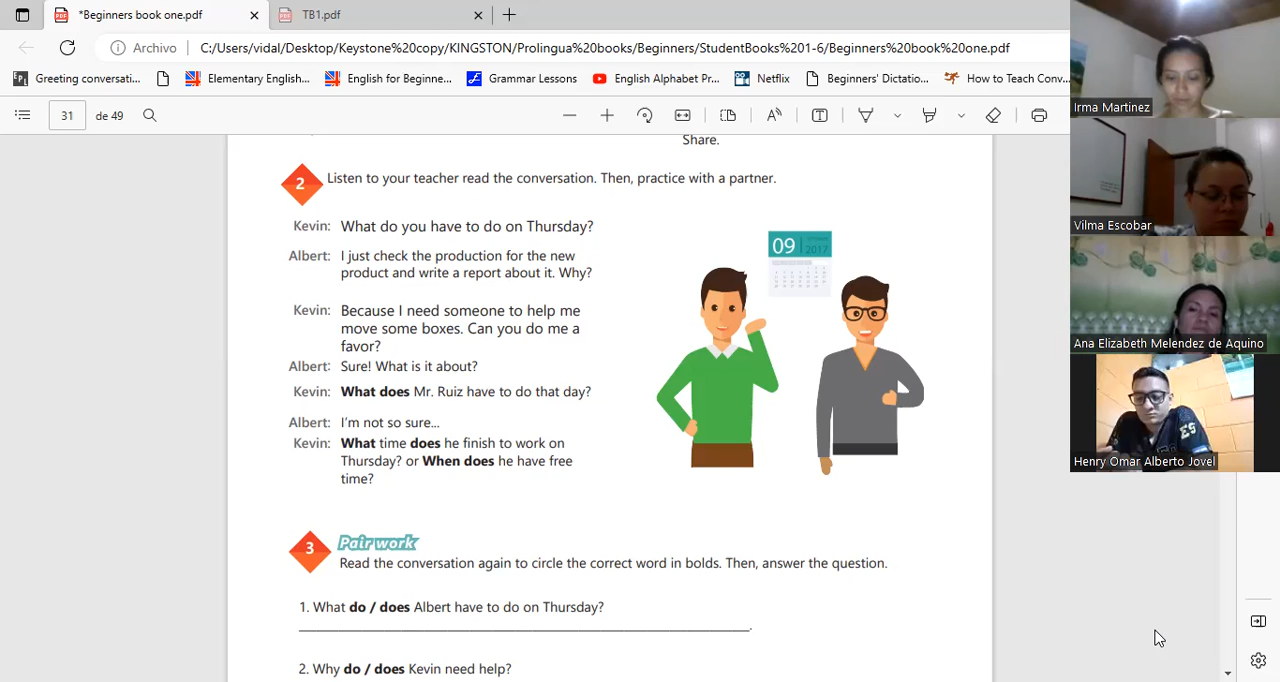 *Beginners book one.pdf
TB1.pdf
Archivo
C:/Users/vidal/Desktop/Keystone%20copy/KINGSTON/Prolingua%20books/Beginners/StudentBooks%201-6/Beginners%20book%20one.pdf
Greeting conversati...
Elementary English...
English for Beginne...
Grammar Lessons
English Alphabet Pr...
Netflix
Beginners' Dictatio...
How to Teach Conv...
31
de 49
Share.
2
Listen to your teacher read the conversation. Then, practice with a partner.
Kevin: What do you have to do on Thursday?
Albert: I just check the production for the new
product and write a report about it. Why?
Kevin: Because I need someone to help me
move some boxes. Can you do me a
favor?
Albert: Sure! What is it about?
Kevin: What does Mr. Ruiz have to do that day?
Albert: I'm not so sure...
Kevin: What time does he finish to work on
Thursday? or When does he have free
time?
09
2017
3
Pair work
Read the conversation again to circle the correct word in bolds. Then, answer the question.
1. What do / does Albert have to do on Thursday?
2. Why do / does Kevin need help?
Irma Martinez
Vilma Escobar
Ana Elizabeth Melendez de Aquino
ES
Henry Omar Alberto Jovel